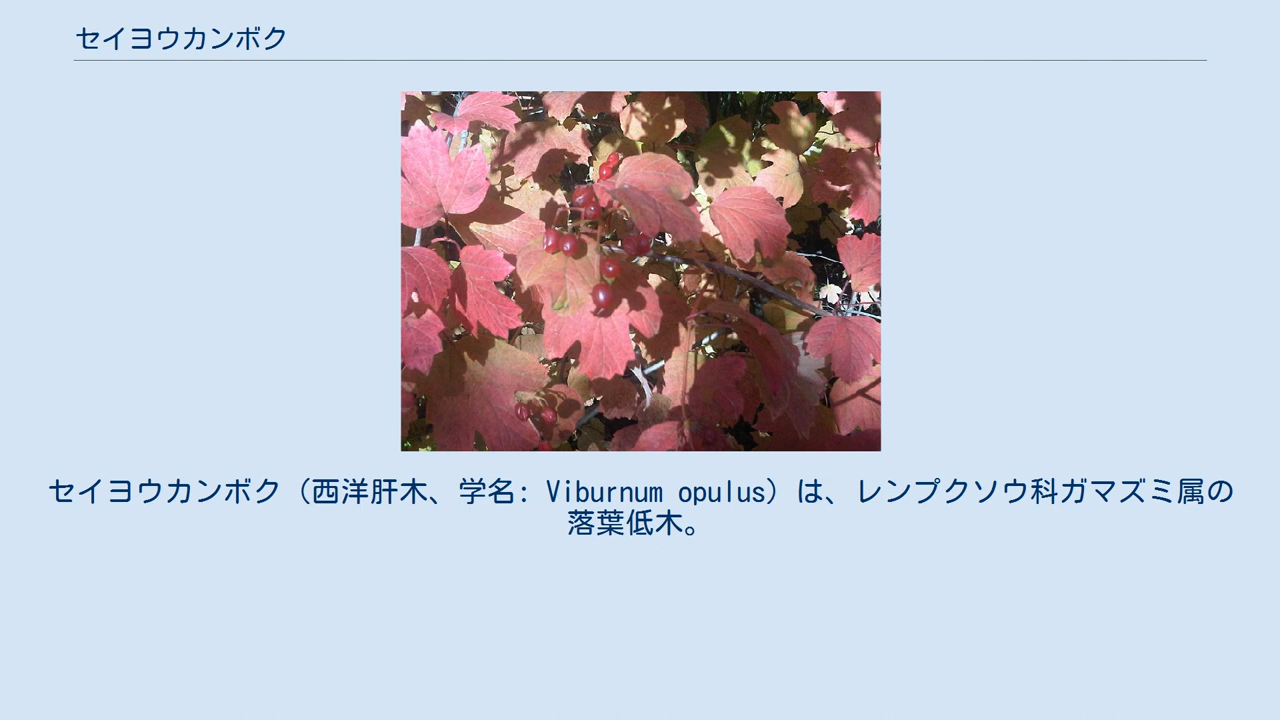 セイヨウカンボク
セイヨウカンボク（西洋肝木、学名: Viburnum opulus）は、レンプクソウ科ガマズミ属の
落葉低木。